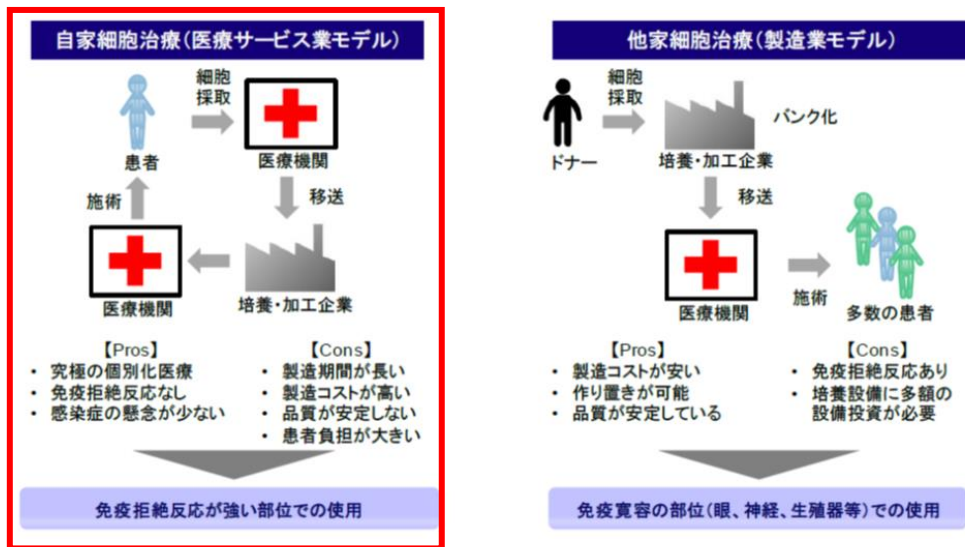 自家細胞治療(医療サービス業モデル)
細胞
採取
患者
医療機関
施術
移送
医療機関
培養・加工企業
【Pros】
・ 究極の個別化医療
・ 免疫拒絶反応なし
・ 感染症の懸念が少ない
【Cons】
・ 製造期間が長い
・ 製造コストが高い
・ 品質が安定しない
・ 患者負担が大きい
免疫拒絶反応が強い部位での使用
他家細胞治療(製造業モデル)
細胞
採取
バンク化
ドナー
培養・加工企業
移送
施術
医療機関
多数の患者
【Pros】
・ 製造コストが安い
・ 作り置きが可能
・ 品質が安定している
【Cons】
・ 免疫拒絶反応あり
・ 培養設備に多額の
設備投資が必要
免疫寛容の部位(眼、神経、生殖器等)での使用